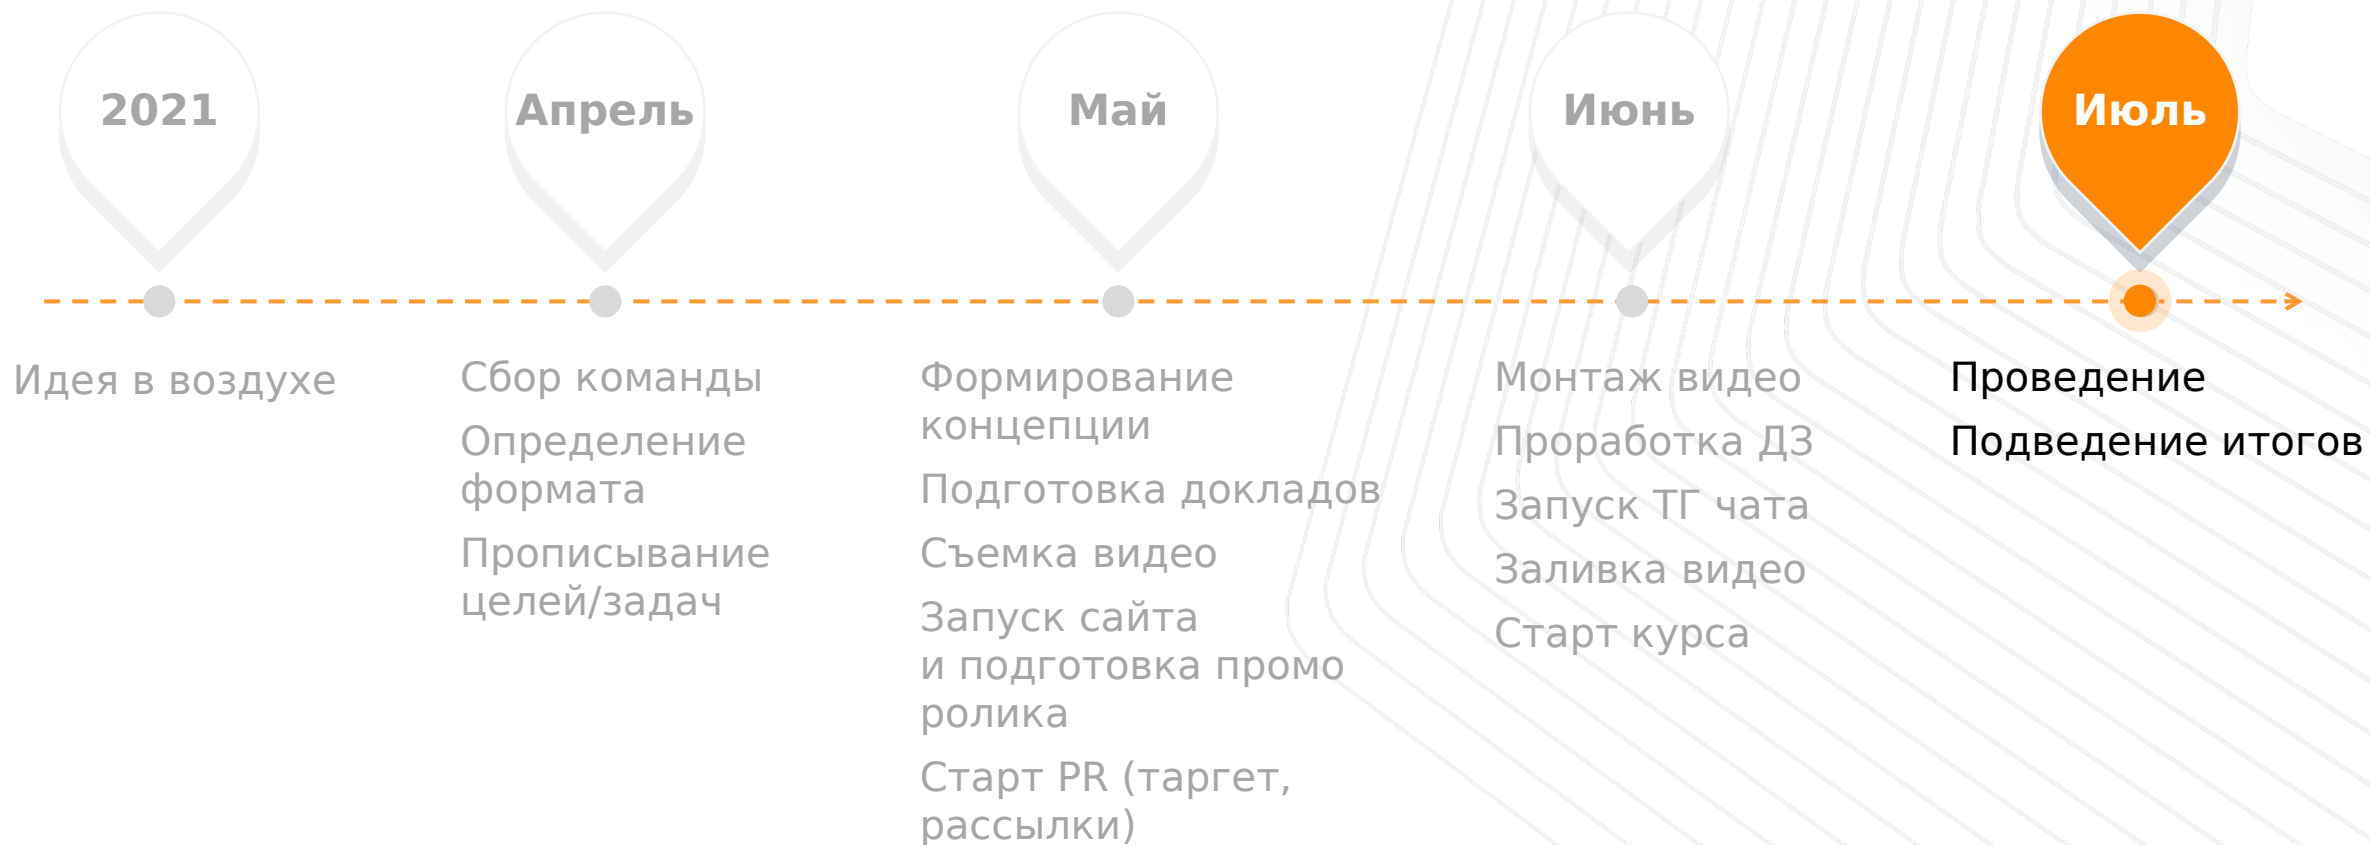 2021
Апрель
Май
Июнь
Июль
Идея в воздухе
Сбор команды
Определение
формата
Прописывание
целей/задач
Формирование
концепции
Подготовка докладов
Съемка видео
Запуск сайта
и подготовка промо
ролика
Старт PR (таргет,
рассылки)
Монтаж видео
Проработка ДЗ
Запуск ТГ чата
Заливка видео
Старт курса
Проведение
Подведение итогов